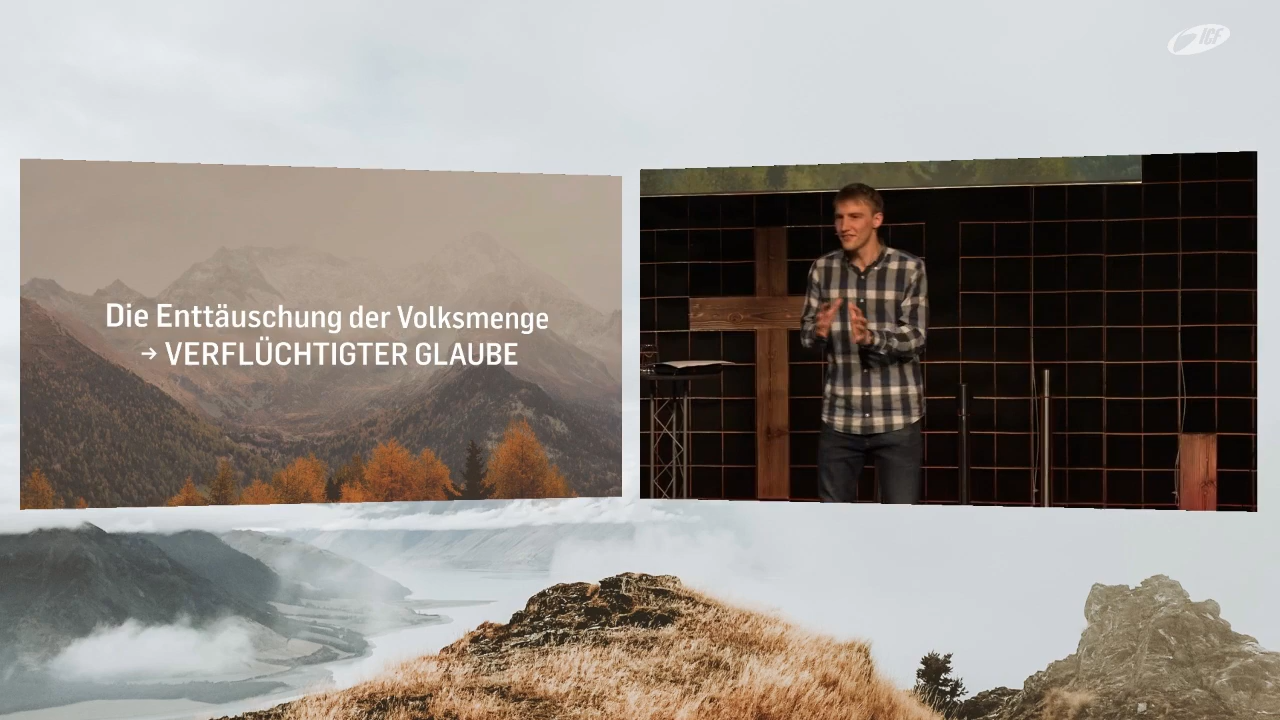 ICF
Die Enttäuschung der Volksmenge
→ VERFLÜCHTIGTER GLAUBE